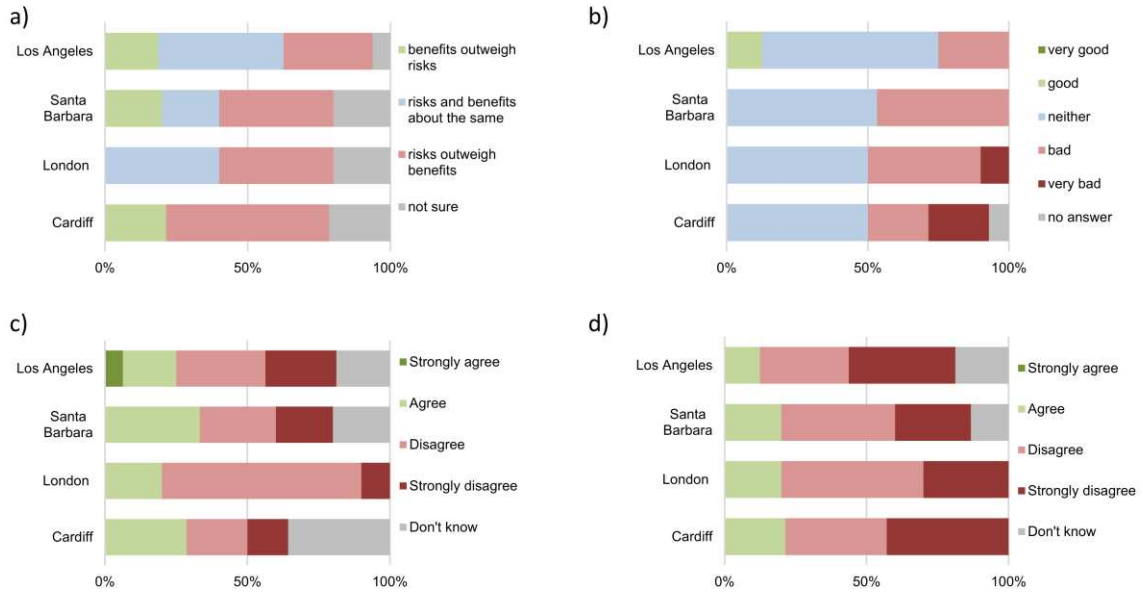 a)
Los Angeles
Santa
Barbara
London
Cardiff
0%
50%
100%
benefits outweigh
risks
risks and benefits
about the same
risks outweigh
benefits
not sure
b)
Los Angeles
Santa
Barbara
London
Cardiff
0%
50%
100%
very good
good
neither
bad
very bad
no answer
c)
Los Angeles
Santa
Barbara
London
Cardiff
0%
50%
100%
Strongly agree
Agree
Disagree
Strongly disagree
Don't know
d)
Los Angeles
Santa
Barbara
London
Cardiff
0%
50%
100%
Strongly agree
Agree
Disagree
Strongly disagree
Don't know